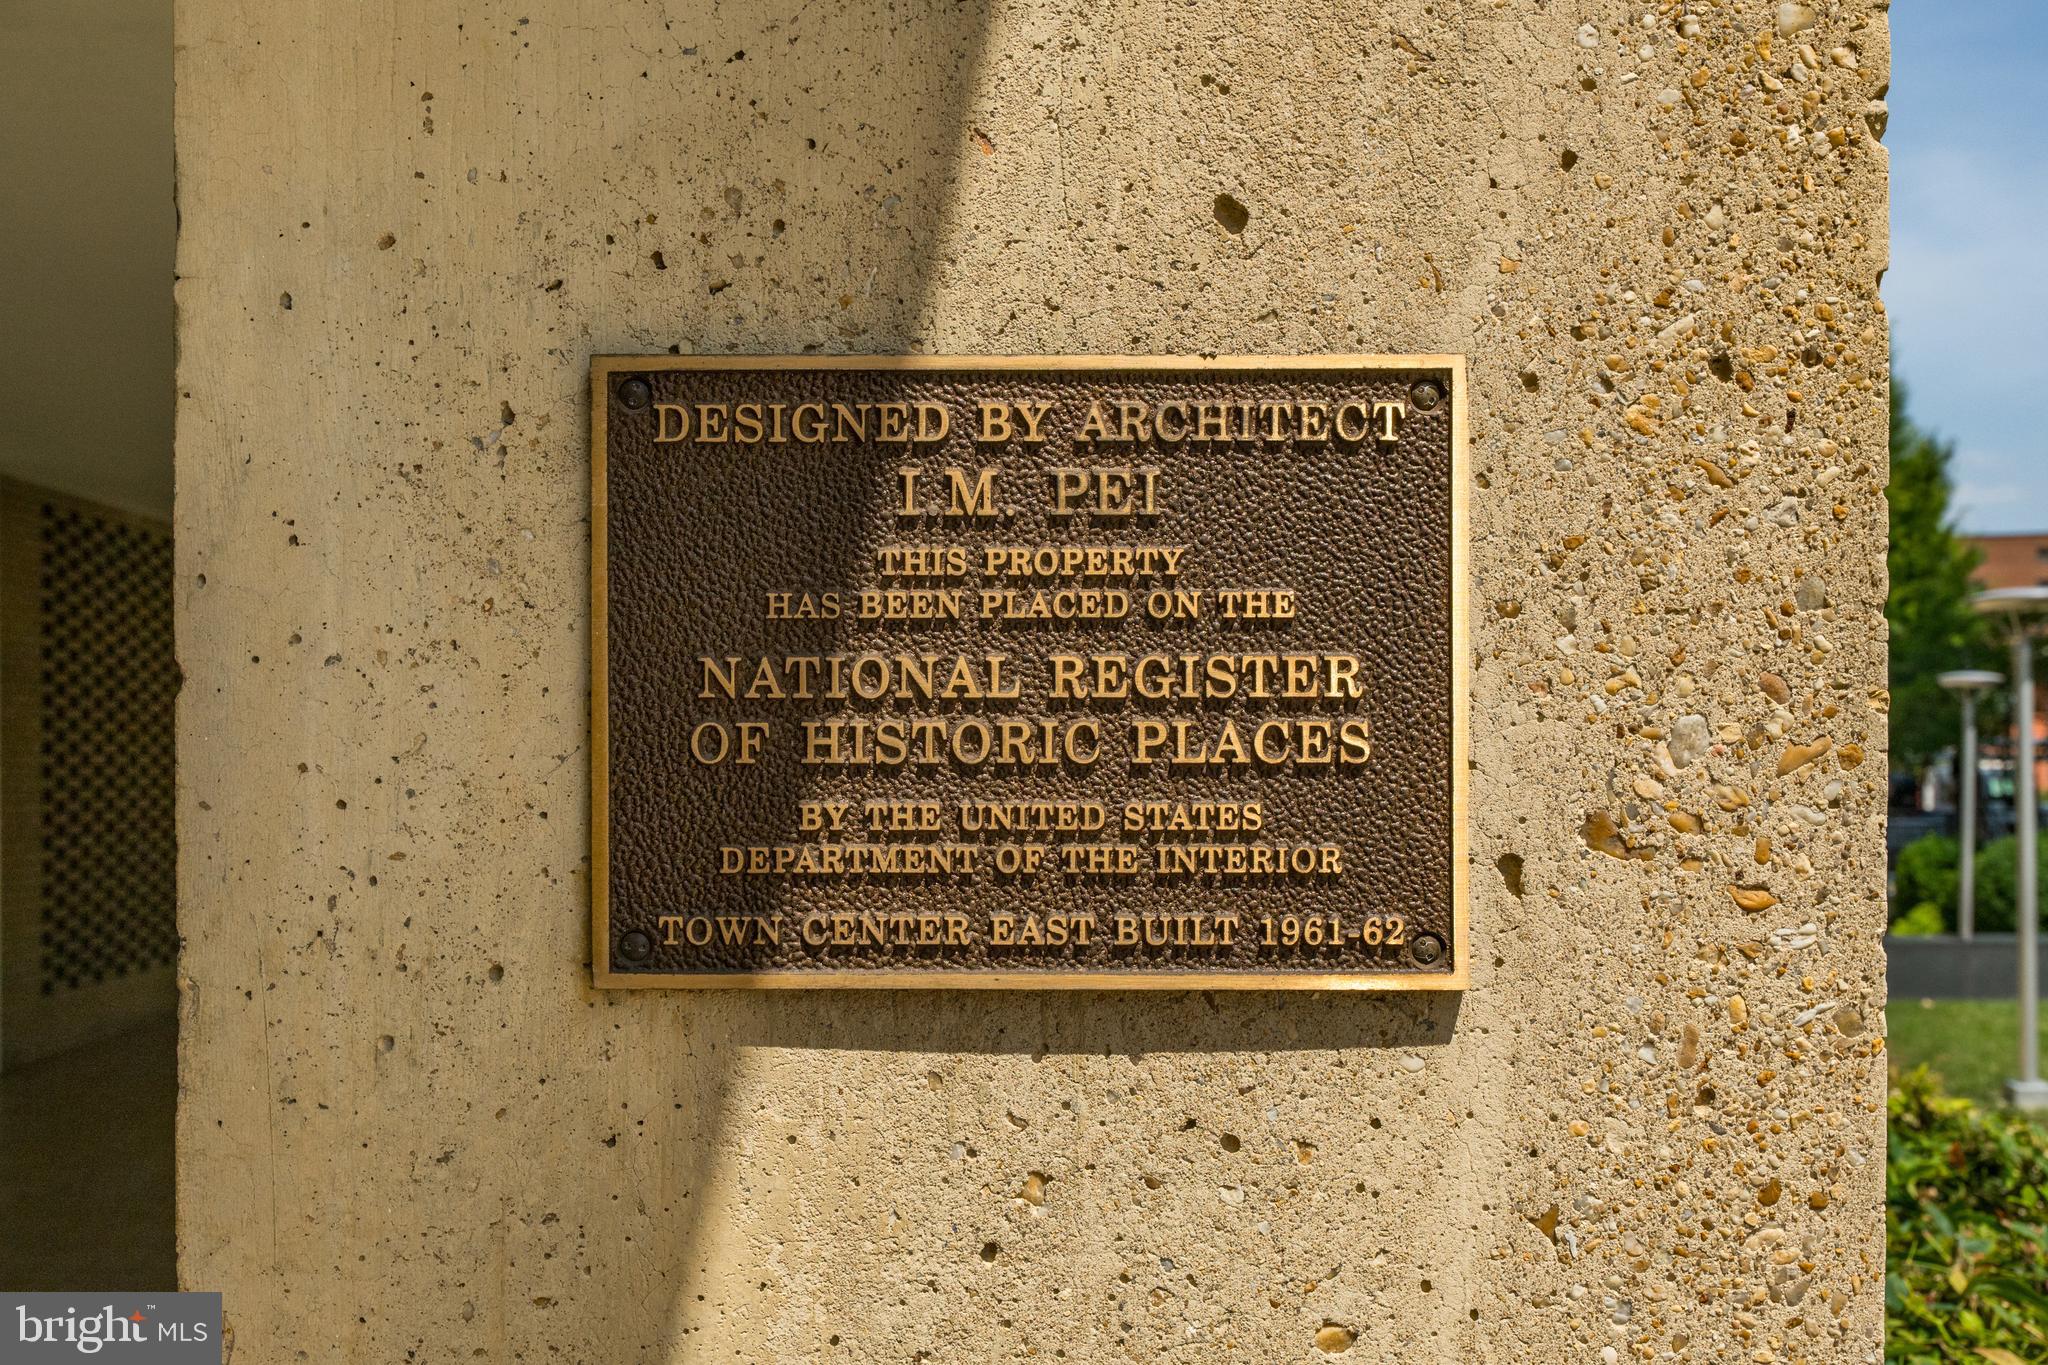 DESIGNED BY ARCHITECT
I.M. PEI
THIS PROPERTY
HAS BEEN PLACED ON THE
NATIONAL REGISTER
OF HISTORIC PLACES
BY THE UNITED STATES
DEPARTMENT OF THE INTERIOR
TOWN CENTER EAST BUILT 1961-62
bright™ MLS